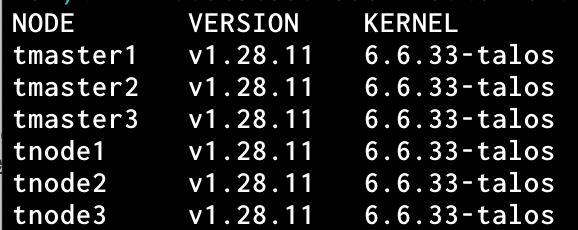 NODE VERSION KERNEL
tmaster1 v1.28.11 6.6.33-talos
tmaster2 v1.28.11 6.6.33-talos
tmaster3 v1.28.11 6.6.33-talos
tnode1 v1.28.11 6.6.33-talos
tnode2 v1.28.11 6.6.33-talos
tnode3 v1.28.11 6.6.33-talos